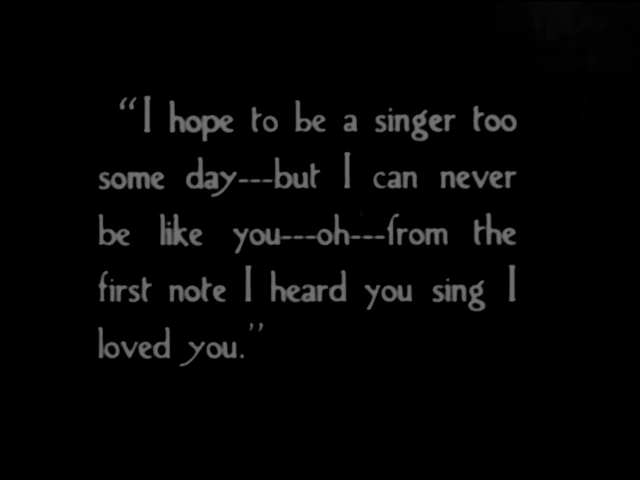 “I hope to be a singer too
some day---but I can never
be like you---oh---from the
first note I heard you sing I
loved you.”